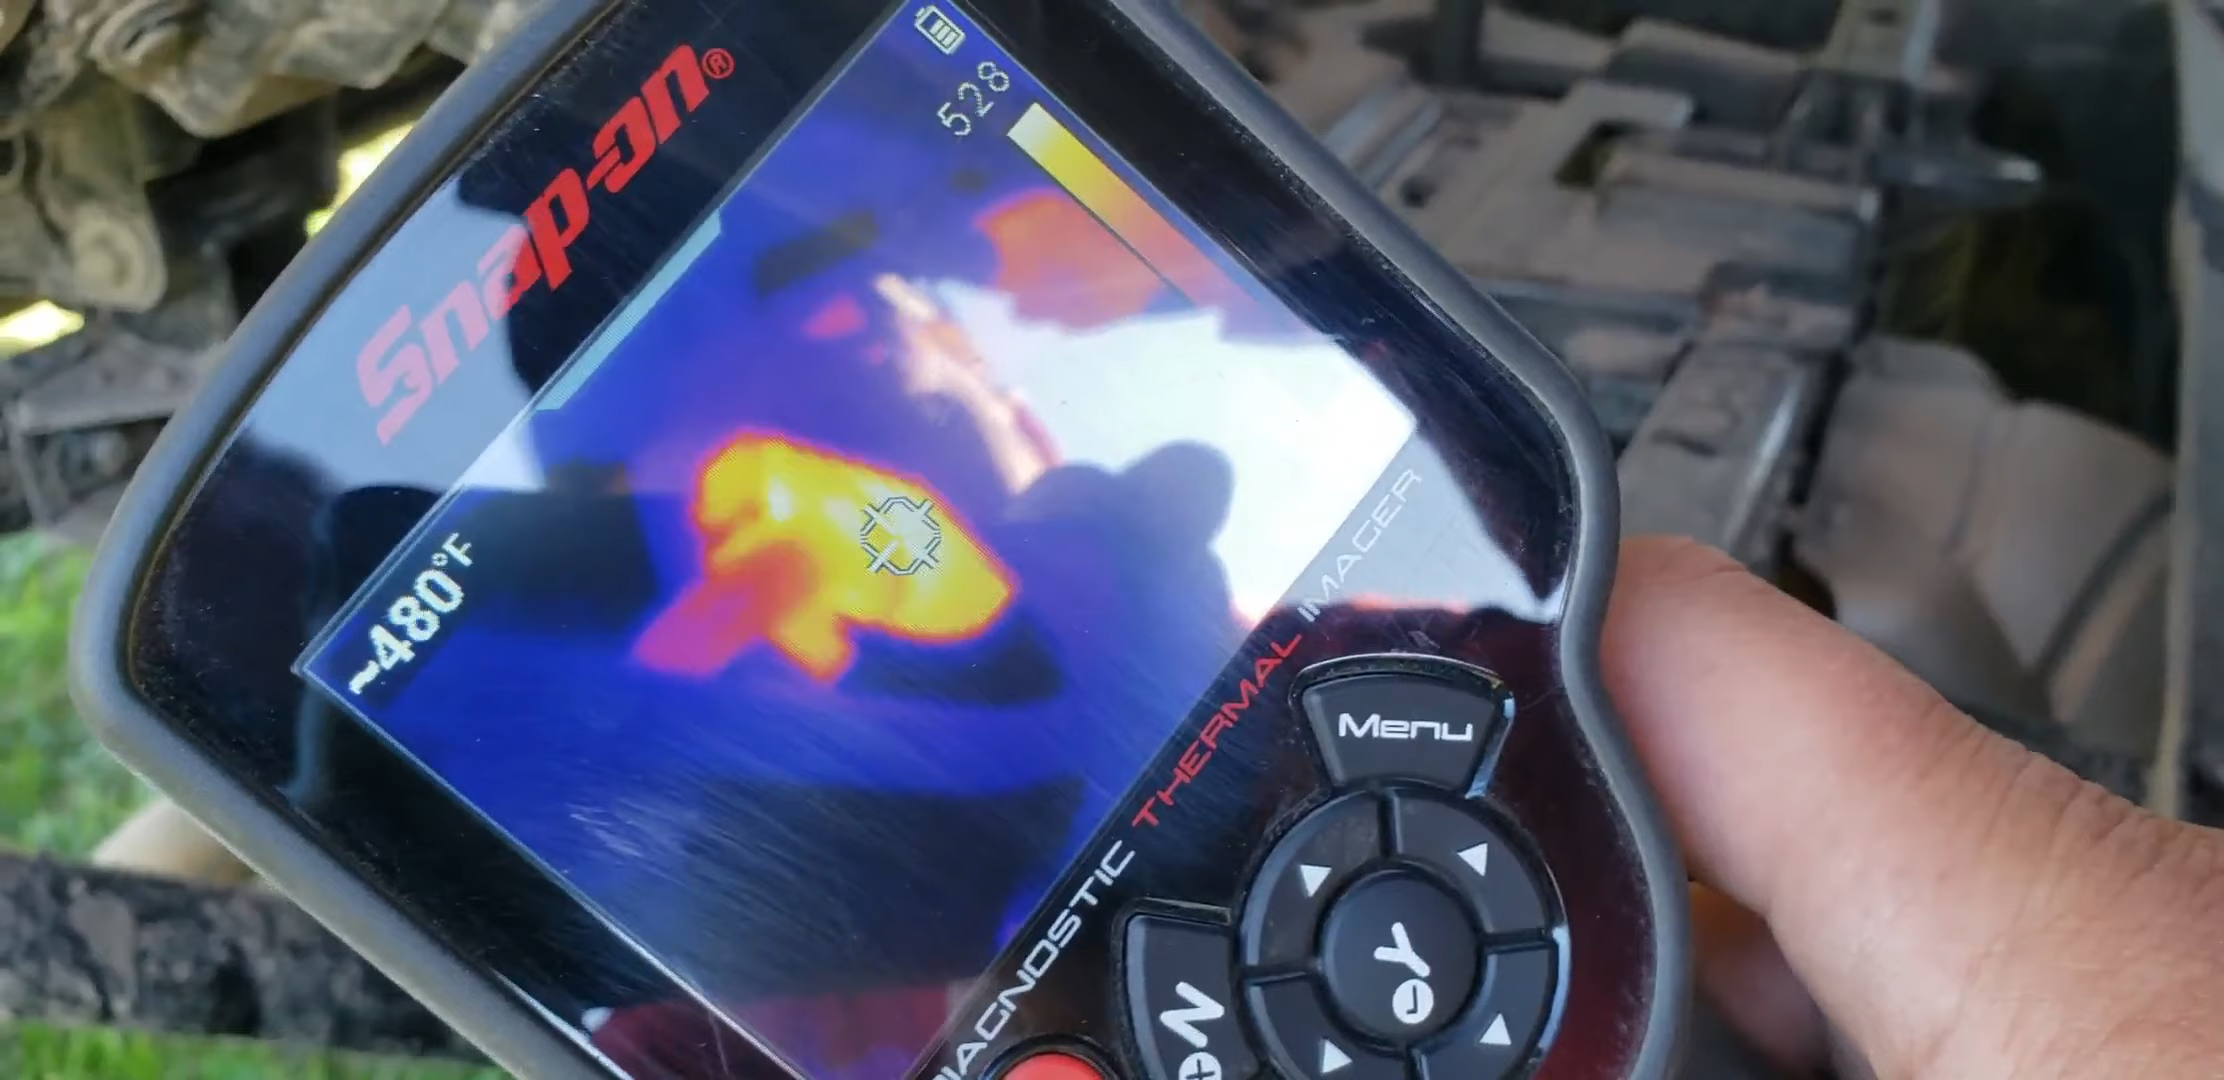 Snap-on®
528
~480°F
DIAGNOSTIC THERMAL IMAGER
Menu